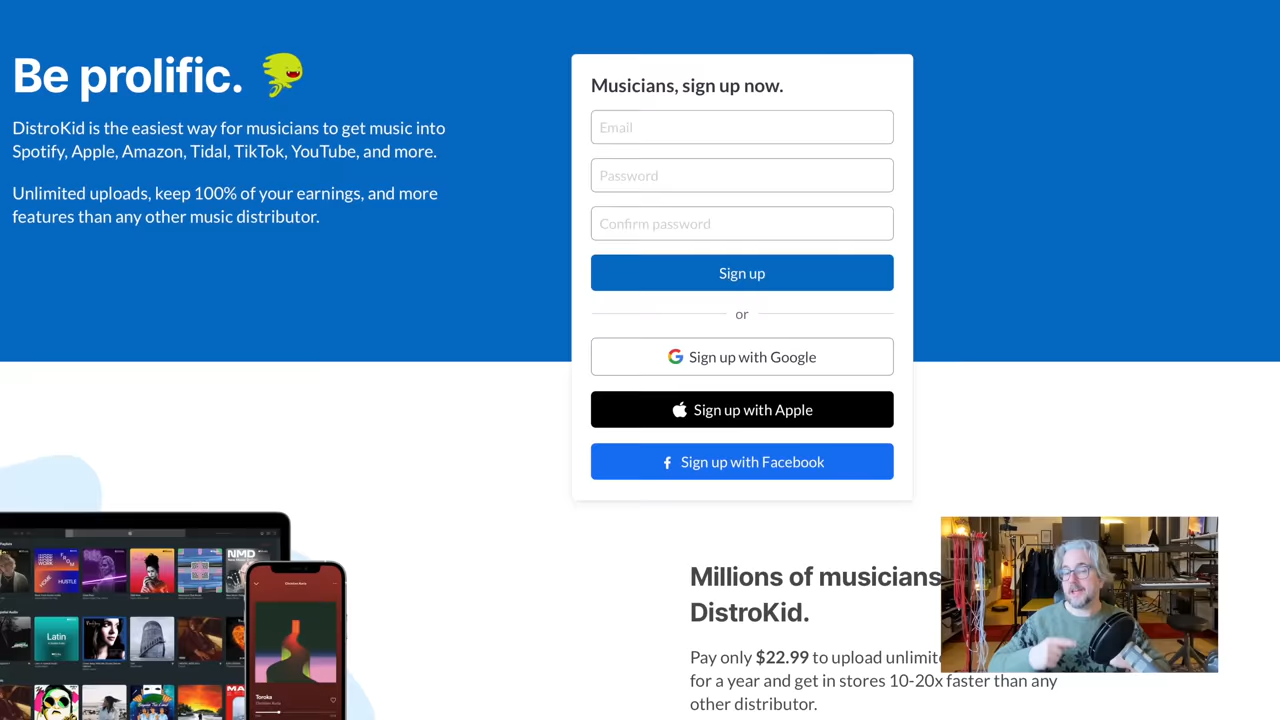 Be prolific.
DistroKid is the easiest way for musicians to get music into
Spotify, Apple, Amazon, Tidal, TikTok, YouTube, and more.
Unlimited uploads, keep 100% of your earnings, and more
features than any other music distributor.
Musicians, sign up now.
Email
Password
Confirm password
Sign up
or
Sign up with Google
Sign up with Apple
Sign up with Facebook
Millions of musicians
DistroKid.
Pay only $22.99 to upload
for a year and get in stores 10-20x faster than any
other distributor.
NMD
HUSTLE
Latin
Toroka